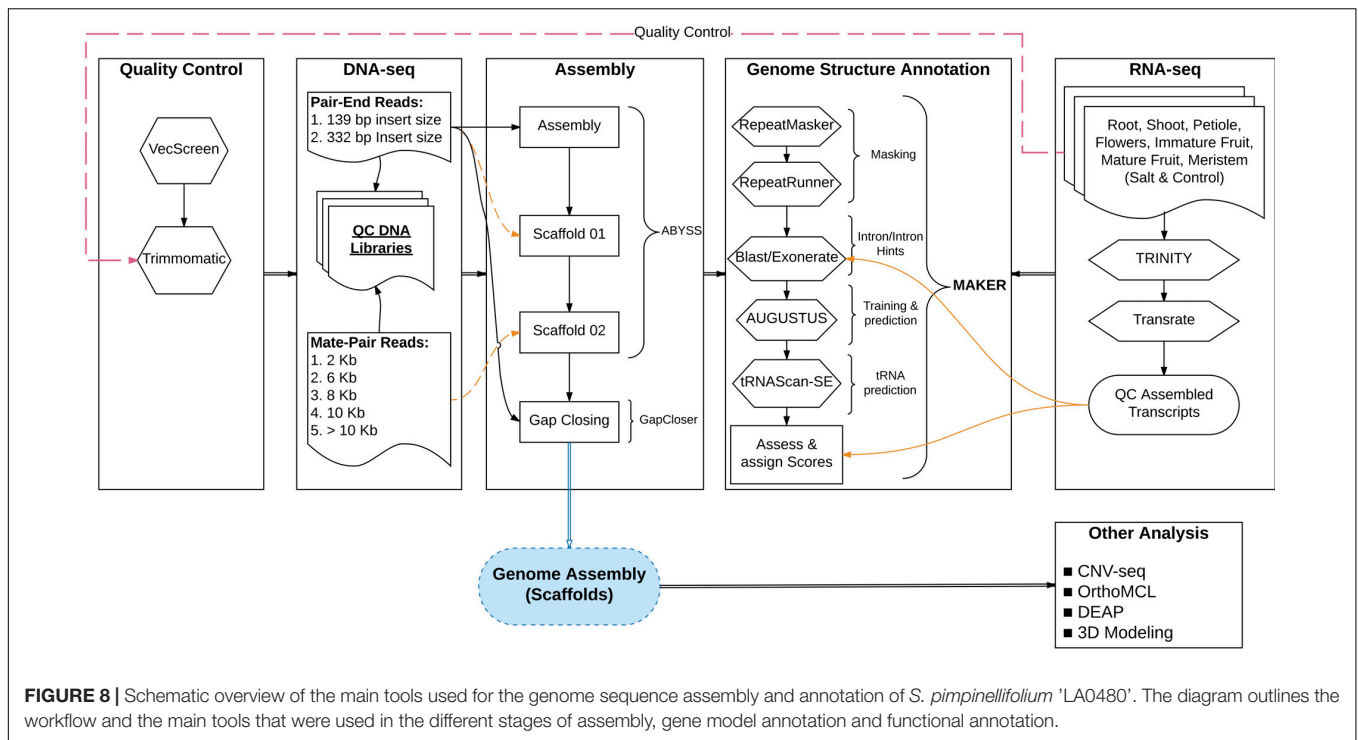 Quality Control
Quality Control
VecScreen
Trimmomatic
DNA-seq
Pair-End Reads:
1. 139 bp insert size
2. 332 bp Insert size
QC DNA
Libraries
Mate-Pair Reads:
1. 2 Kb
2. 6 Kb
3. 8 Kb
4. 10 Kb
5. > 10 Kb
Assembly
Assembly
Scaffold 01
Scaffold 02
ABYSS
Gap Closing
GapCloser
Genome Structure Annotation
RepeatMasker
RepeatRunner
Masking
Blast/Exonerate
Intron/Intron
Hints
AUGUSTUS
Training &
prediction
tRNAScan-SE
tRNA
prediction
Assess &
assign Scores
MAKER
RNA-seq
Root, Shoot, Petiole,
Flowers, Immature Fruit,
Mature Fruit, Meristem
(Salt & Control)
TRINITY
Transrate
QC Assembled
Transcripts
Genome Assembly
(Scaffolds)
Other Analysis
■ CNV-seq
■ OrthoMCL
■ DEAP
■ 3D Modeling
FIGURE 8 | Schematic overview of the main tools used for the genome sequence assembly and annotation of S. pimpinellifolium 'LA0480'. The diagram outlines the
workflow and the main tools that were used in the different stages of assembly, gene model annotation and functional annotation.